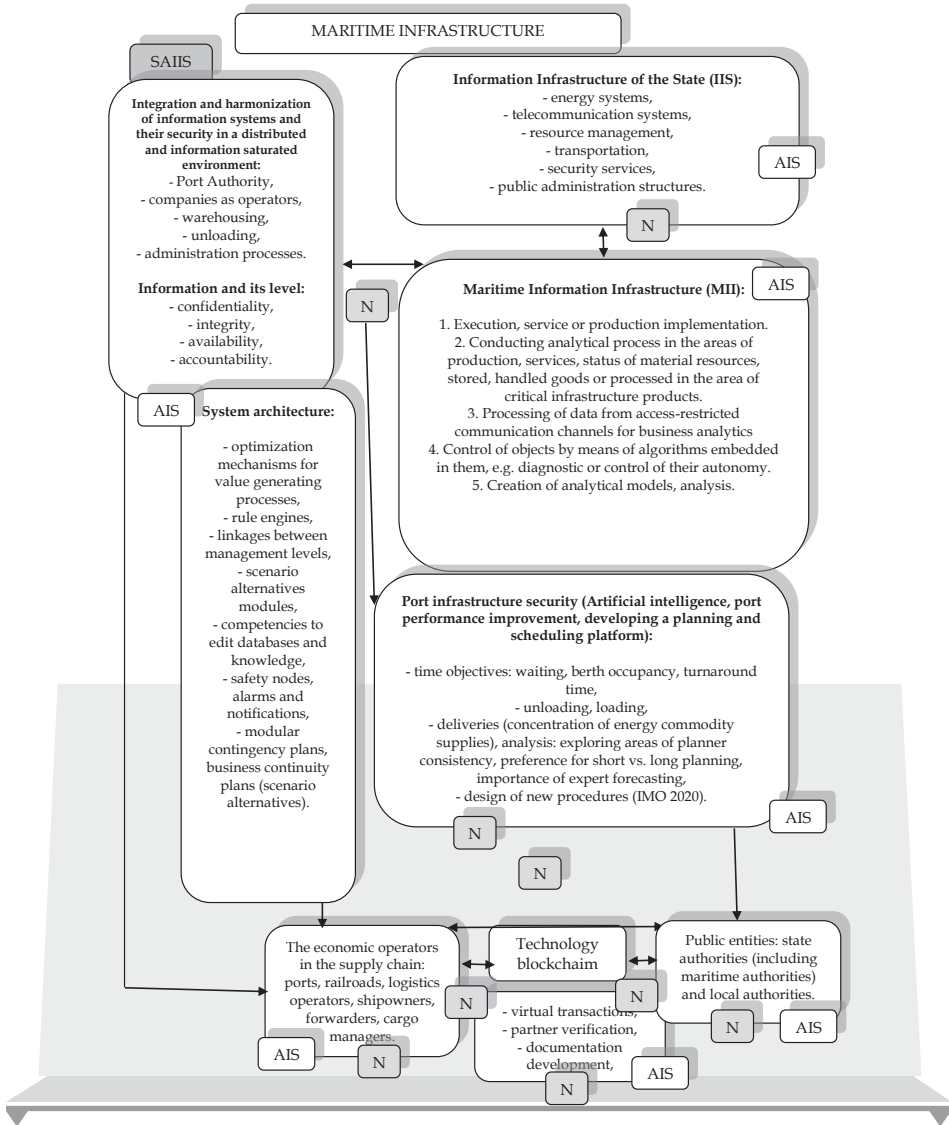 MARITIME INFRASTRUCTURE
SAIIS
Integration and harmonization
of information systems and
their security in a distributed
and information saturated
environment:
- Port Authority,
- companies as operators,
- warehousing,
- unloading,
- administration processes.
Information and its level:
- confidentiality,
- integrity,
- availability,
- accountability.
Information Infrastructure of the State (IIS):
- energy systems,
- telecommunication systems,
- resource management,
- transportation,
- security services,
- public administration structures.
AIS
N
N
AIS
Maritime Information Infrastructure (MII):
1. Execution, service or production implementation.
2. Conducting analytical process in the areas of
production, services, status of material resources,
stored, handled goods or processed in the area of
critical infrastructure products.
3. Processing of data from access-restricted
communication channels for business analytics
4. Control of objects by means of algorithms embedded
in them, e.g. diagnostic or control of their autonomy.
5. Creation of analytical models, analysis.
AIS
System architecture:
- optimization
mechanisms for
value generating
processes,
- rule engines,
- linkages between
management levels,
- scenario
alternatives
modules,
- competencies to
edit databases and
knowledge,
- safety nodes,
alarms and
notifications,
- modular
contingency plans,
business continuity
plans (scenario
alternatives).
Port infrastructure security (Artificial intelligence, port
performance improvement, developing a planning and
scheduling platform):
- time objectives: waiting, berth occupancy, turnaround
time,
- unloading, loading,
- deliveries (concentration of energy commodity
supplies), analysis: exploring areas of planner
consistency, preference for short vs. long planning,
importance of expert forecasting,
- design of new procedures (IMO 2020).
AIS
N
N
The economic operators
in the supply chain:
ports, railroads, logistics
operators, shipowners,
forwarders, cargo
managers.
AIS
N
N
Technology
blockchain
N
- virtual transactions,
- partner verification,
- documentation
development,
AIS
N
Public entities: state
authorities (including
maritime authorities)
and local authorities.
N
AIS